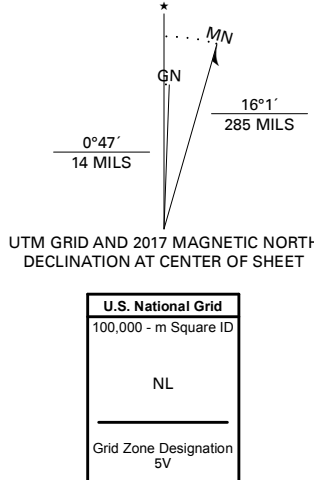 ★
MN
GN
16°1´
285 MILS
0°47´
14 MILS
UTM GRID AND 2017 MAGNETIC NORTH
DECLINATION AT CENTER OF SHEET
U.S. National Grid
100,000 - m Square ID
NL
Grid Zone Designation
5V